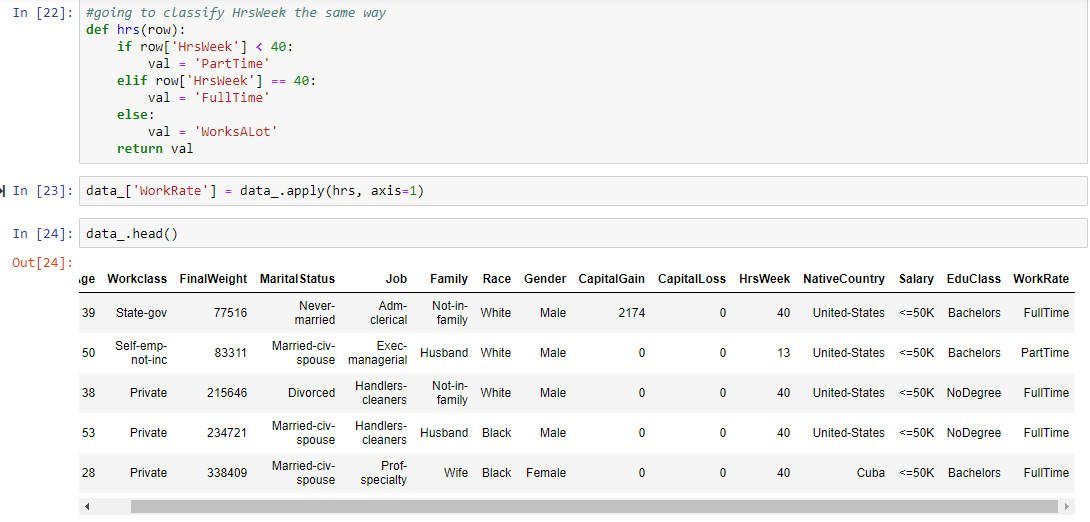 In [22]: #going to classify HrsWeek the same way
def hrs(row):
    if row['HrsWeek'] < 40:
        val = 'PartTime'
    elif row['HrsWeek'] == 40:
        val = 'FullTime'
    else:
        val = 'WorksALot'
    return val
In [23]: data_['WorkRate'] = data_.apply(hrs, axis=1)
In [24]: data_.head()
Out[24]:
ge Workclass FinalWeight MaritalStatus Job Family Race Gender CapitalGain CapitalLoss HrsWeek NativeCountry Salary EduClass WorkRate
39 State-gov 77516 Never-married Adm-clerical Not-in-family White Male 2174 0 40 United-States <=50K Bachelors FullTime
50 Self-emp-not-inc 83311 Married-civ-spouse Exec-managerial Husband White Male 0 0 13 United-States <=50K Bachelors PartTime
38 Private 215646 Divorced Handlers-cleaners Not-in-family White Male 0 0 40 United-States <=50K NoDegree FullTime
53 Private 234721 Married-civ-spouse Handlers-cleaners Husband Black Male 0 0 40 United-States <=50K NoDegree FullTime
28 Private 338409 Married-civ-spouse Prof-specialty Wife Black Female 0 0 40 Cuba <=50K Bachelors FullTime